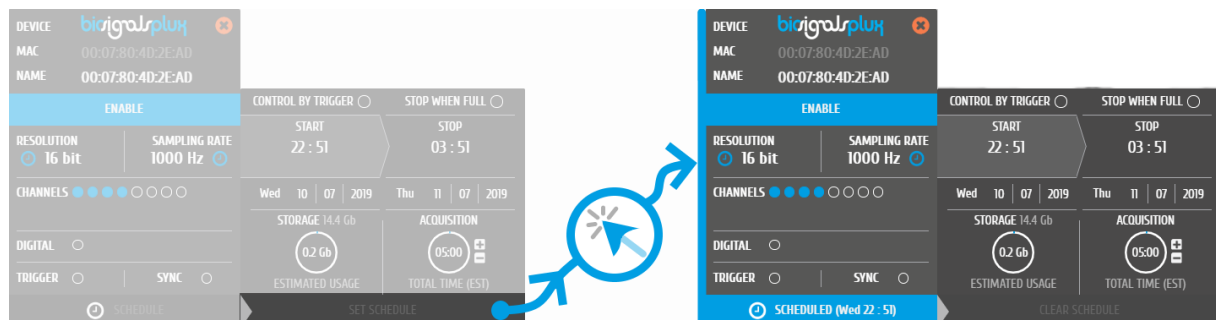 DEVICE biosignalsplux
MAC 00:07:80:4D:2E:AD
NAME 00:07:80:4D:2E:AD
ENABLE
CONTROL BY TRIGGER STOP WHEN FULL
RESOLUTION SAMPLING RATE
16 bit 1000 Hz
START STOP
22 : 51 03 : 51
CHANNELS
Wed 10 07 2019 Thu 11 07 2019
STORAGE 14.4 Gb ACQUISITION
0.2 Gb 05:00
DIGITAL
TRIGGER SYNC
ESTIMATED USAGE TOTAL TIME (EST)
SCHEDULE SET SCHEDULE
DEVICE biosignalsplux
MAC 00:07:80:4D:2E:AD
NAME 00:07:80:4D:2E:AD
ENABLE
CONTROL BY TRIGGER STOP WHEN FULL
RESOLUTION SAMPLING RATE
16 bit 1000 Hz
START STOP
22 : 51 03 : 51
CHANNELS
Wed 10 07 2019 Thu 11 07 2019
STORAGE 14.4 Gb ACQUISITION
0.2 Gb 05:00
DIGITAL
TRIGGER SYNC
ESTIMATED USAGE TOTAL TIME (EST)
SCHEDULED (Wed 22 : 51) CLEAR SCHEDULE